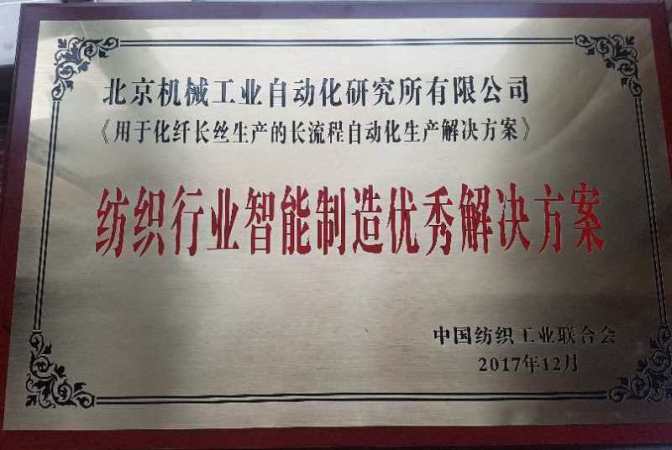 北京机械工业自动化研究所有限公司
《用于化纤长丝生产的长流程自动化生产解决方案》
纺织行业智能制造优秀解决方案
中国纺织工业联合会
2017年12月